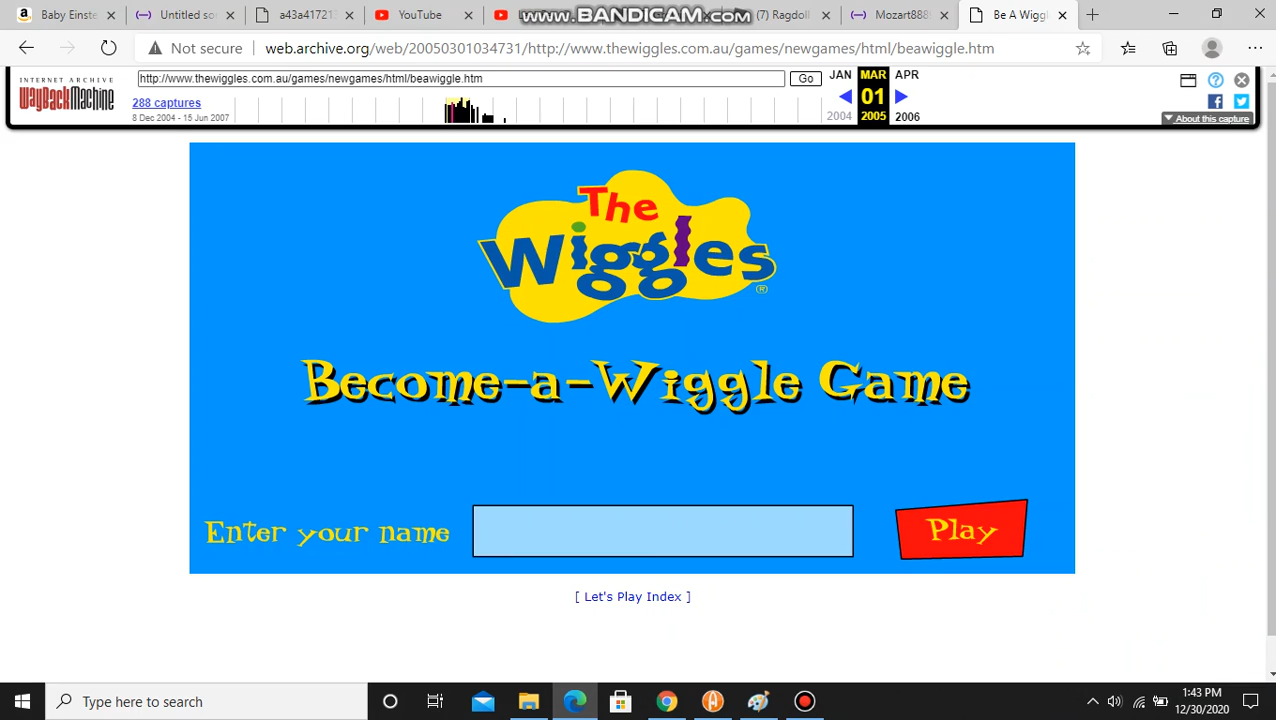 Baby Einste
Untitled so
a43a41721
YouTube
www.BANDICAM.com
(7) Ragdoll
Mozart888
Be A Wiggl
Not secure
web.archive.org/web/20050301034731/http://www.thewiggles.com.au/games/newgames/html/beawiggle.htm
INTERNET ARCHIVE
WayBackMachine
http://www.thewiggles.com.au/games/newgames/html/beawiggle.htm
Go
JAN MAR APR
288 captures
01
8 Dec 2004 - 15 Jun 2007
2004 2005 2006
About this capture
The
Wiggles
®
Become-a-Wiggle Game
Enter your name
Play
[ Let's Play Index ]
Type here to search
1:43 PM
12/30/2020